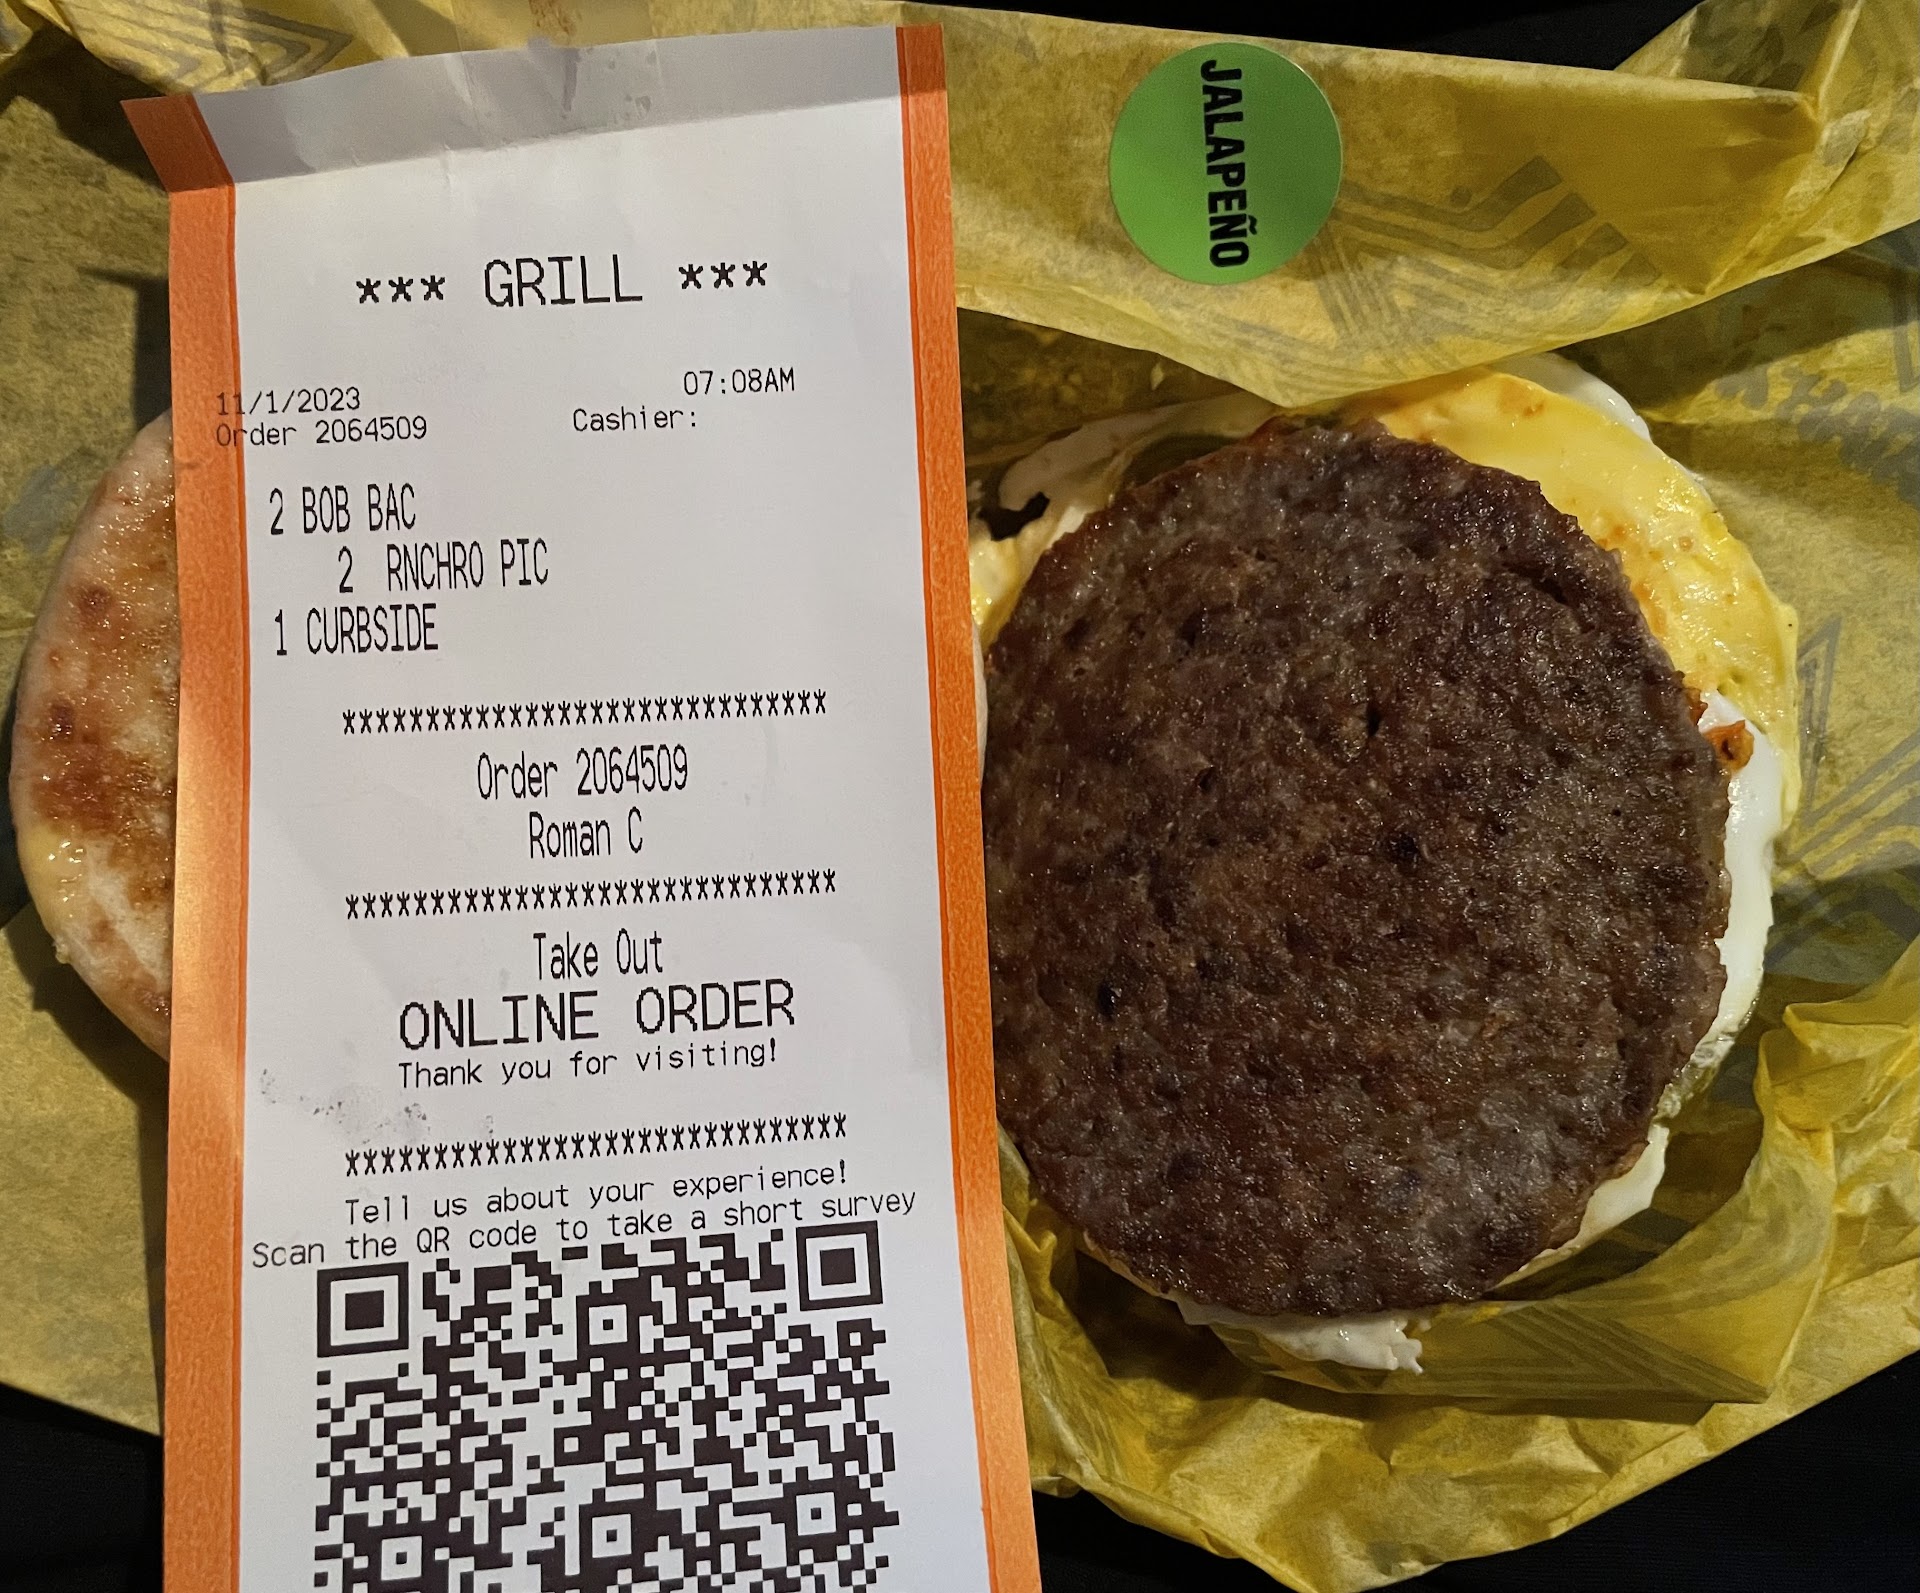 *** GRILL ***
11/1/2023 07:08AM
Order 2064509 Cashier:
2 BOB BAC
2 RNCHRO PIC
1 CURBSIDE
*****************************
Order 2064509
Roman C
*****************************
Take Out
ONLINE ORDER
Thank you for visiting!
*****************************
Tell us about your experience!
Scan the QR code to take a short survey
JALAPEÑO